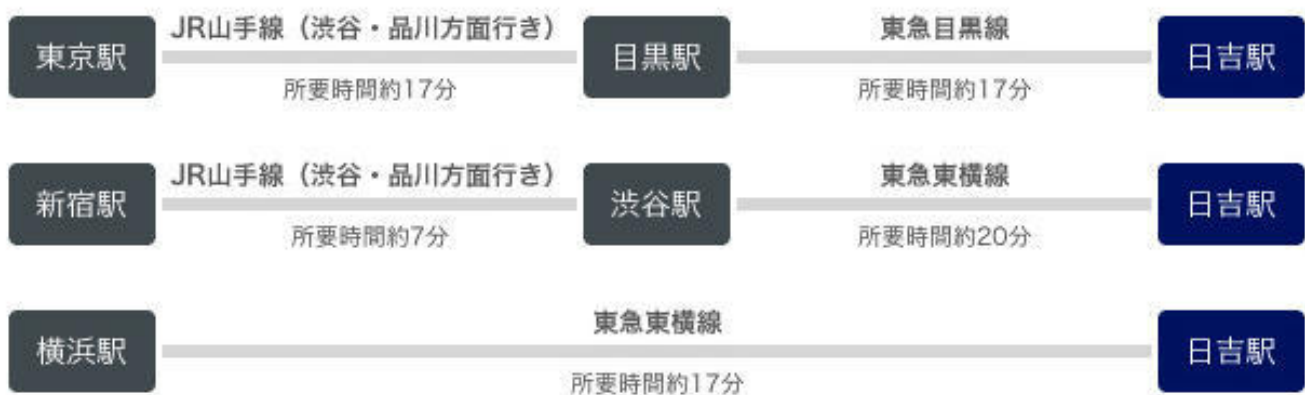 JR山手線（渋谷・品川方面行き）
東急目黒線
東京駅
目黒駅
日吉駅
所要時間約17分
所要時間約17分
JR山手線（渋谷・品川方面行き）
東急東横線
新宿駅
渋谷駅
日吉駅
所要時間約7分
所要時間約20分
東急東横線
横浜駅
日吉駅
所要時間約17分